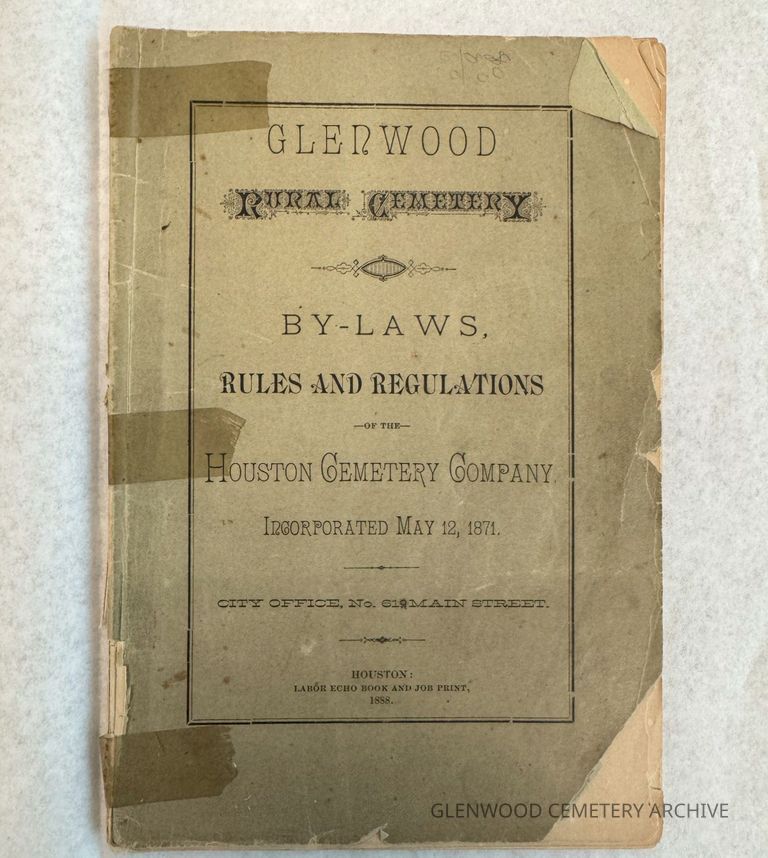 GLENWOOD
RURAL CEMETERY
BY-LAWS,
RULES AND REGULATIONS
—OF THE—
HOUSTON CEMETERY COMPANY,
INCORPORATED MAY 12, 1871.
CITY OFFICE, No. MAIN STREET.
HOUSTON:
LABOR ECHO BOOK AND JOB PRINT,
1888.
GLENWOOD CEMETERY ARCHIVE